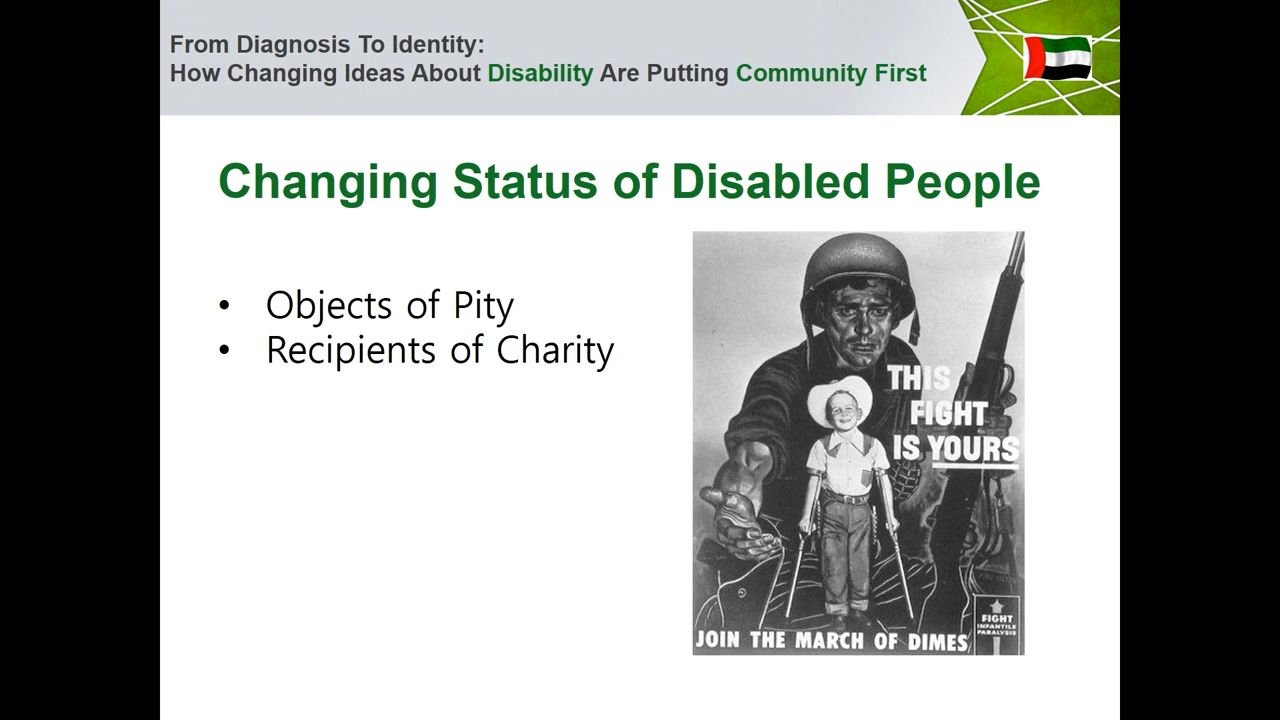 From Diagnosis To Identity:
How Changing Ideas About Disability Are Putting Community First
Changing Status of Disabled People
• Objects of Pity
• Recipients of Charity
THIS
FIGHT
IS YOURS
JOIN THE MARCH OF DIMES
FIGHT
INFANTILE
PARALYSIS